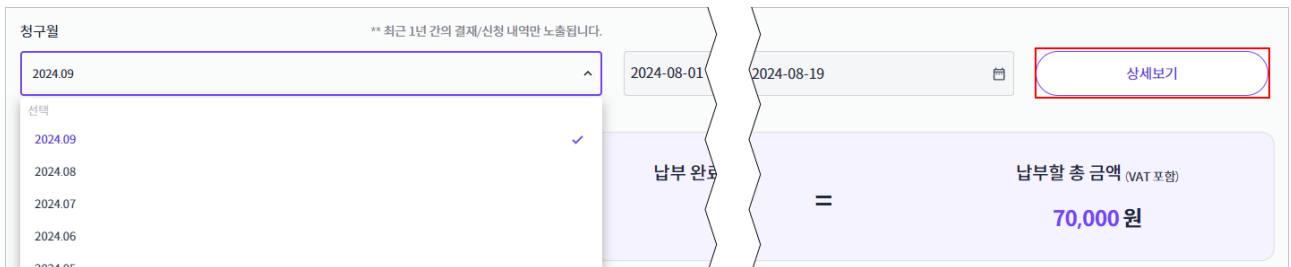 청구월
** 최근 1년 간의 결재/신청 내역만 노출됩니다.
2024.09
2024-08-01
2024-08-19
상세보기
선택
2024.09
2024.08
2024.07
2024.06
납부 완료
=
납부할 총 금액 (VAT 포함)
70,000 원